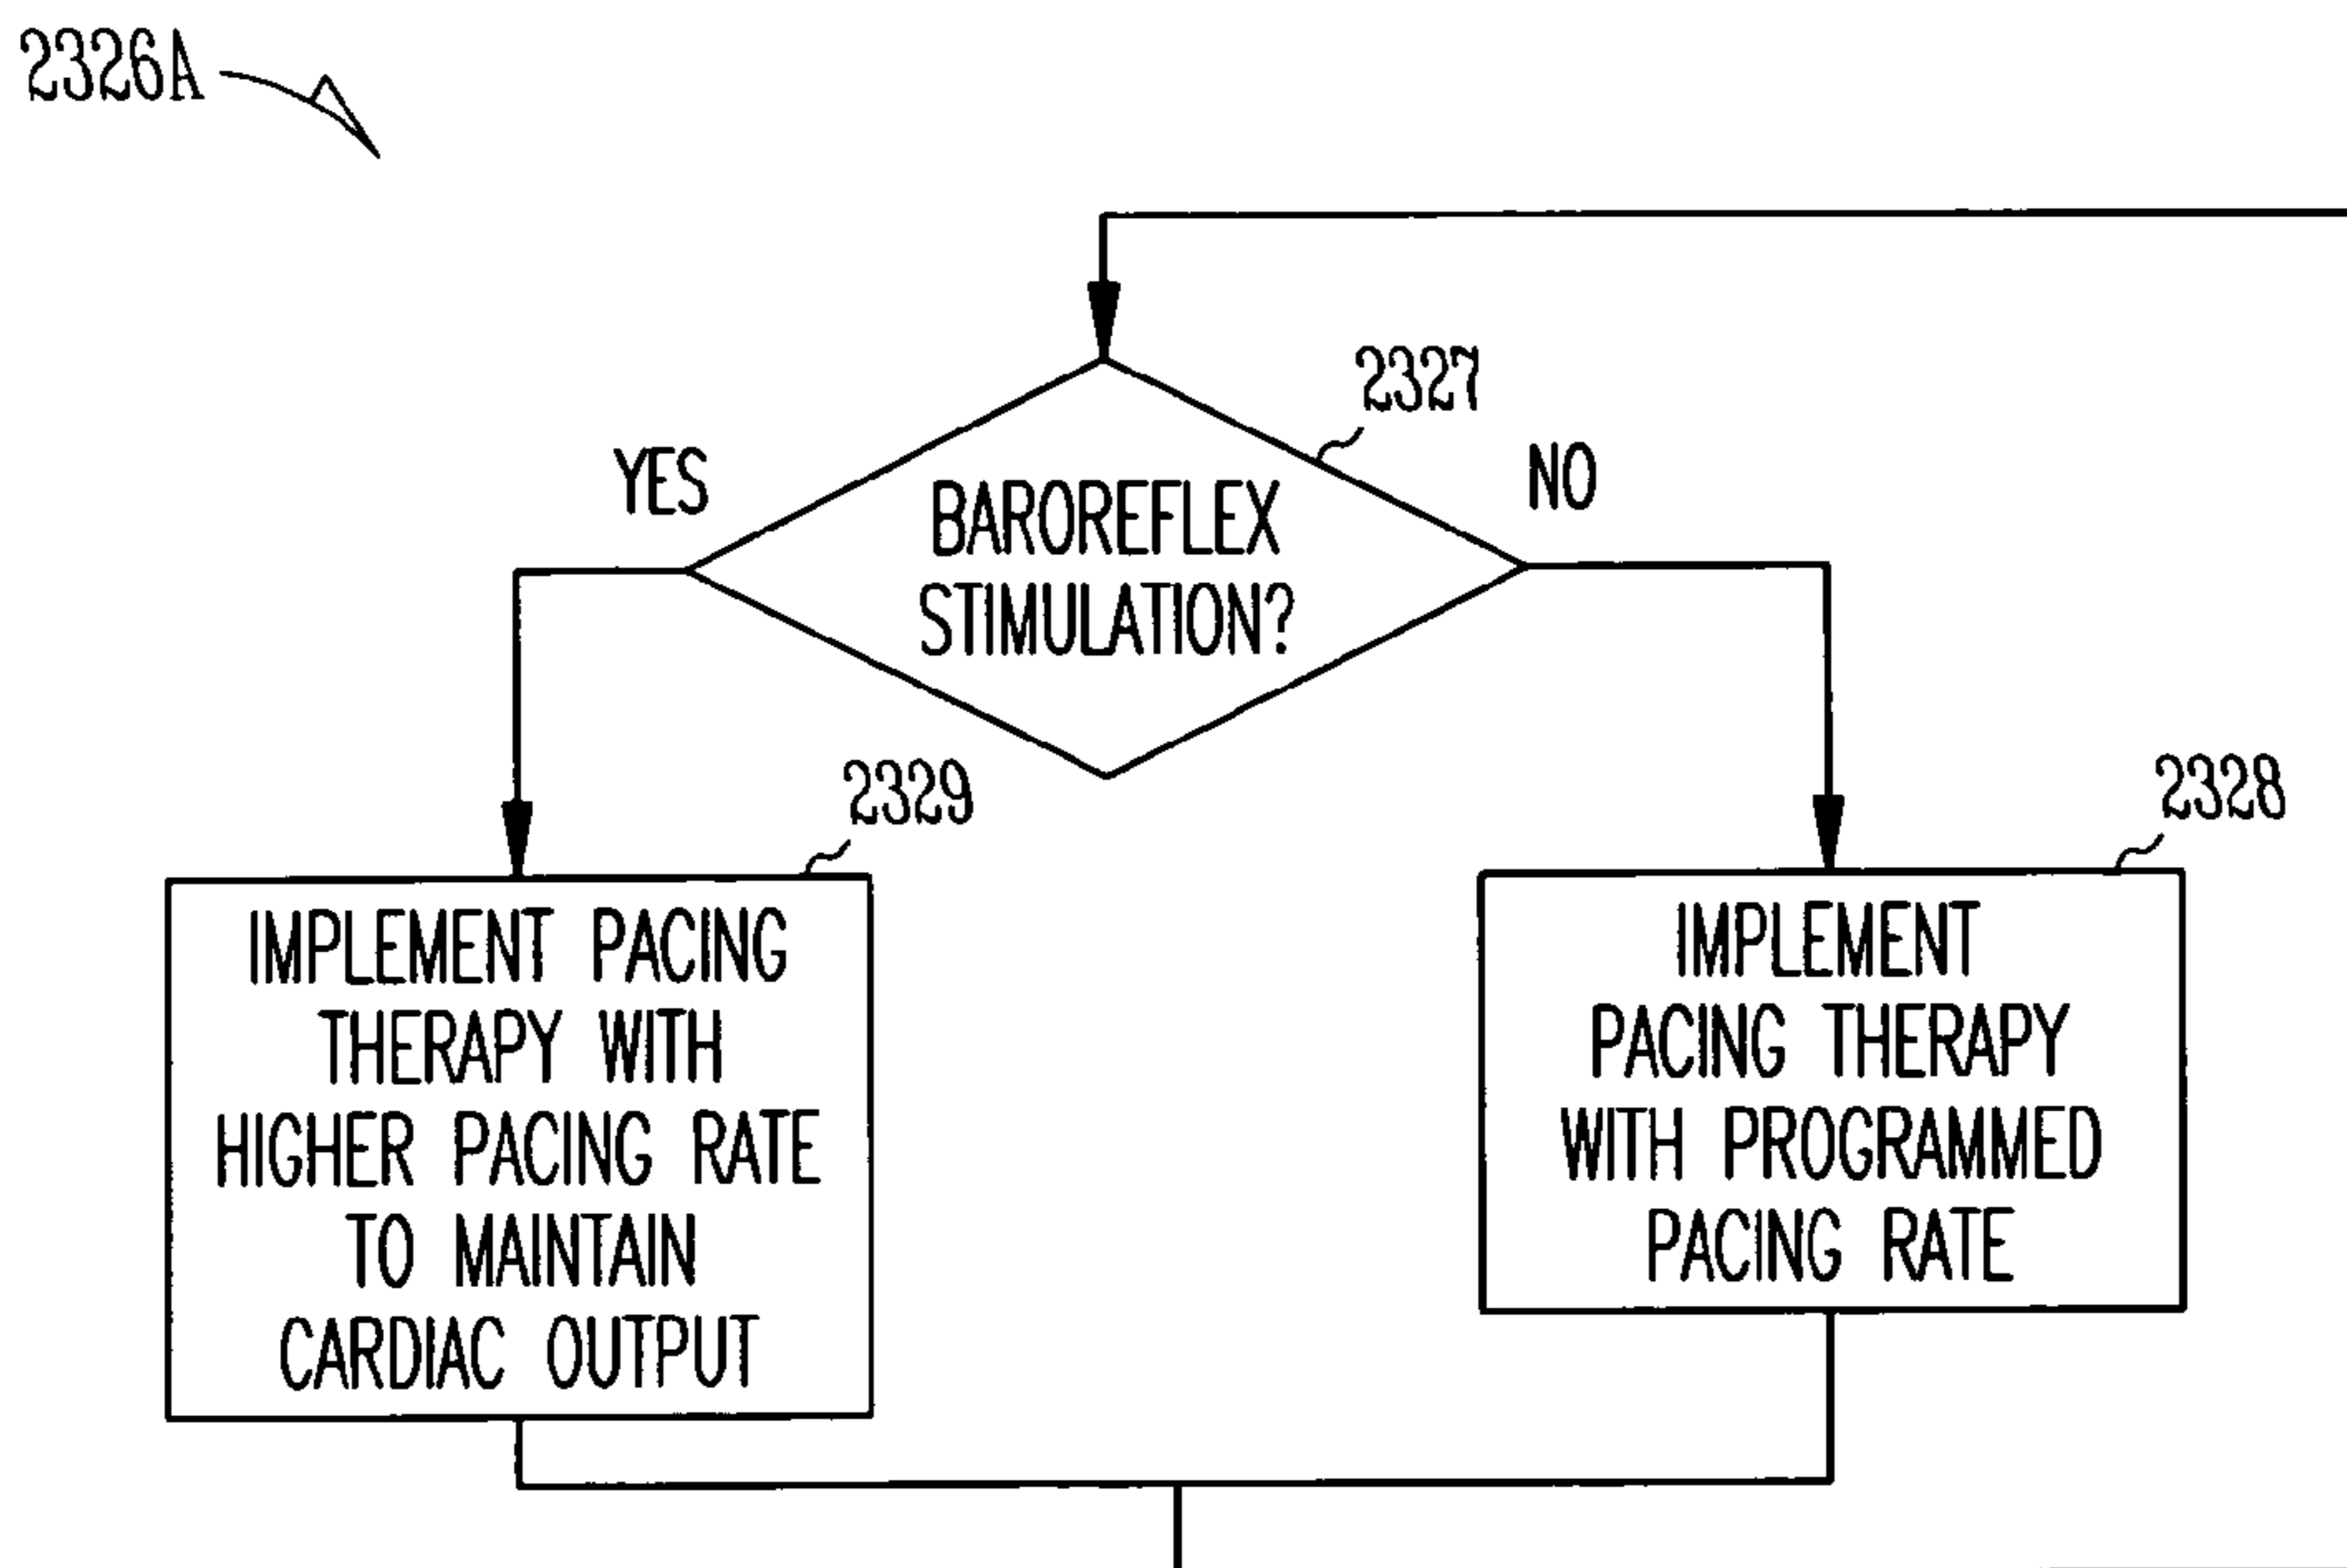 2326A
2327
YES
NO
BAROREFLEX
STIMULATION?
2329
2328
IMPLEMENT PACING
THERAPY WITH
HIGHER PACING RATE
TO MAINTAIN
CARDIAC OUTPUT
IMPLEMENT
PACING THERAPY
WITH PROGRAMMED
PACING RATE